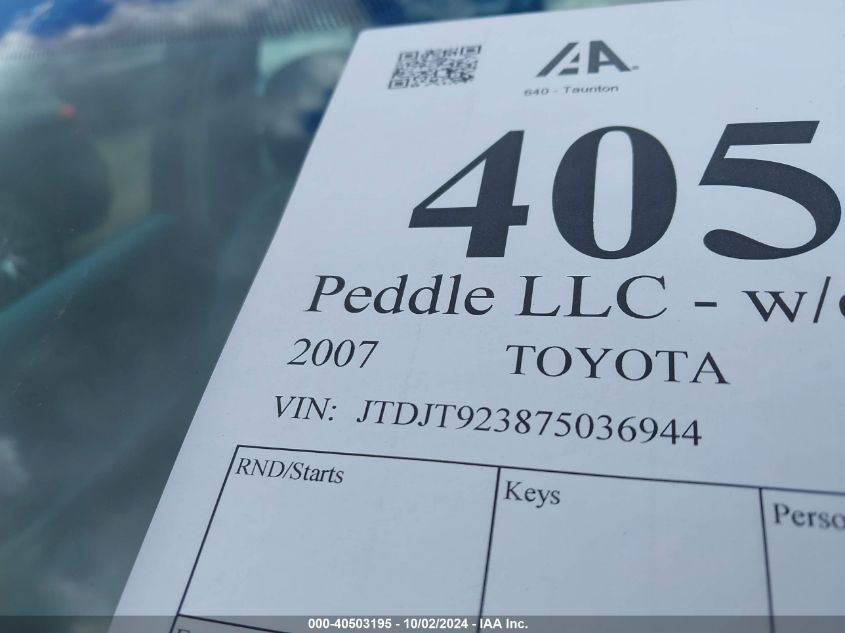 IAA
640 - Taunton
405
Peddle LLC - w/
2007 TOYOTA
VIN: JTDJT923875036944
RND/Starts
Keys
Perso
000-40503195 - 10/02/2024 - IAA Inc.